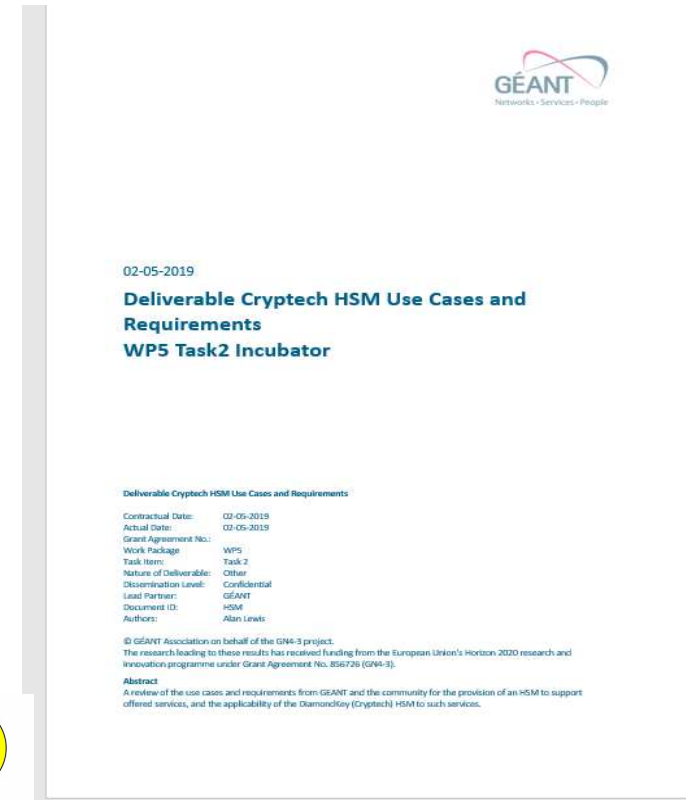 GÉANT
Networks • Services • People
02-05-2019
Deliverable Cryptech HSM Use Cases and
Requirements
WP5 Task2 Incubator
Deliverable Cryptech HSM Use Cases and Requirements
Contractual Date: 02-05-2019
Actual Date: 02-05-2019
Grant Agreement No.:
Work Package WP5
Task Item: Task 2
Nature of Deliverable: Other
Dissemination Level: Confidential
Lead Partner: GÉANT
Document ID: HSM
Authors: Alan Lewis
© GÉANT Association on behalf of the GN4-3 project.
The research leading to these results has received funding from the European Union's Horizon 2020 research and
innovation programme under Grant Agreement No. 856726 (GN4-3).
Abstract
A review of the use cases and requirements from GEANT and the community for the provision of an HSM to support
offered services, and the applicability of the DiamondKey (Cryptech) HSM to such services.